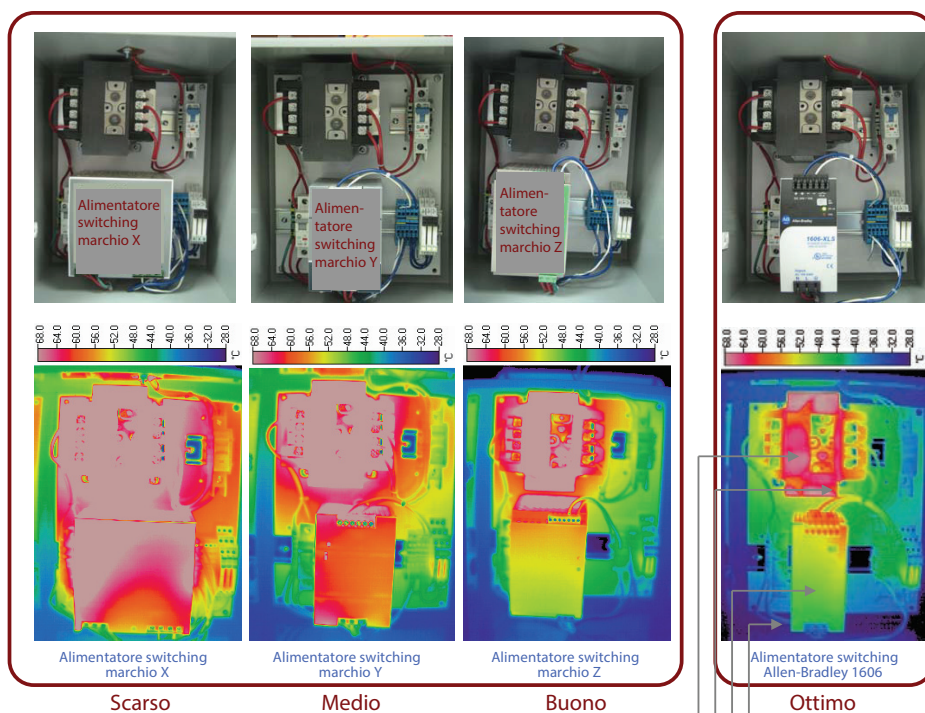 Alimentatore
switching
marchio X
Alimen-
tatore
switching
marchio Y
Alimen-
tatore
switching
marchio Z
Allen-Bradley
1606-XLS
68.0
64.0
60.0
56.0
52.0
48.0
44.0
40.0
36.0
32.0
28.0
°C
68.0
64.0
60.0
56.0
52.0
48.0
44.0
40.0
36.0
32.0
28.0
°C
68.0
64.0
60.0
56.0
52.0
48.0
44.0
40.0
36.0
32.0
28.0
°C
68.0
64.0
60.0
56.0
52.0
48.0
44.0
40.0
36.0
32.0
28.0
°C
Alimentatore switching
marchio X
Alimentatore switching
marchio Y
Alimentatore switching
marchio Z
Alimentatore switching
Allen-Bradley 1606
Scarso
Medio
Buono
Ottimo